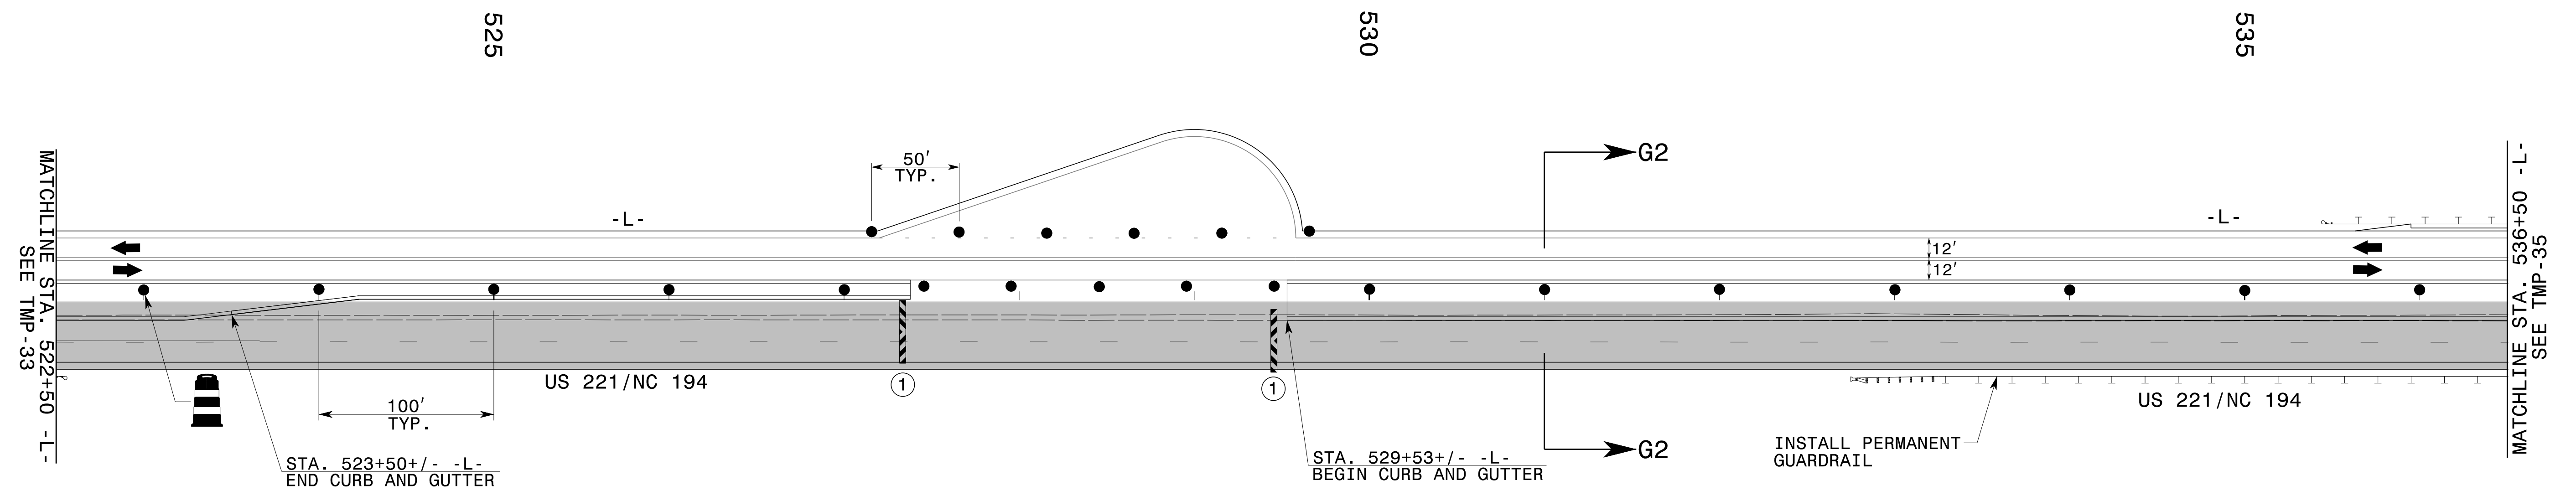 525
530
535
MATCHLINE STA. 522+50 -L-
SEE TMP-33
-L-
50'
TYP.
G2
-L-
12'
12'
MATCHLINE STA. 536+50 -L-
SEE TMP-35
US 221/NC 194
1
1
100'
TYP.
STA. 523+50+/- -L-
END CURB AND GUTTER
STA. 529+53+/- -L-
BEGIN CURB AND GUTTER
G2
INSTALL PERMANENT
GUARDRAIL
US 221/NC 194